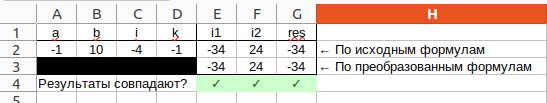 A B C D E F G H
1 a b i k i1 i2 res
2 -1 10 -4 -1 -34 24 -34 ← По исходным формулам
3 -34 24 -34 ← По преобразованным формулам
4 Результаты совпадают? ✓ ✓ ✓
5